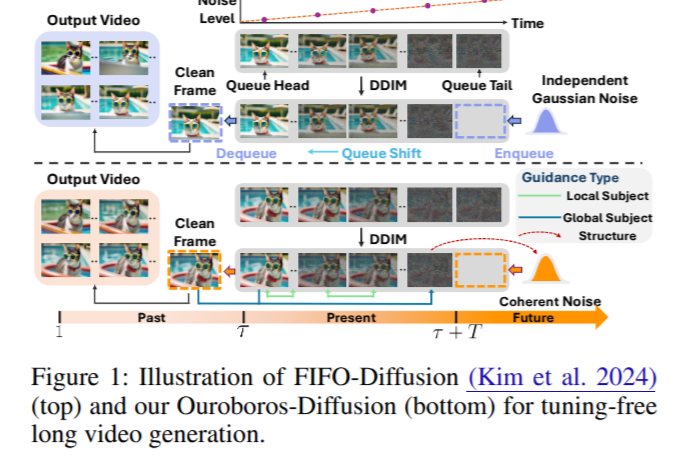 Noise
Level
Time
Output Video
Clean
Frame
Queue Head
DDIM
Queue Tail
Independent
Gaussian Noise
Dequeue
Queue Shift
Enqueue
Output Video
Guidance Type
Local Subject
Global Subject
Structure
Clean
Frame
DDIM
Coherent Noise
Past
Present
Future
1
τ
τ + T
Figure 1: Illustration of FIFO-Diffusion (Kim et al. 2024)
(top) and our Ouroboros-Diffusion (bottom) for tuning-free
long video generation.